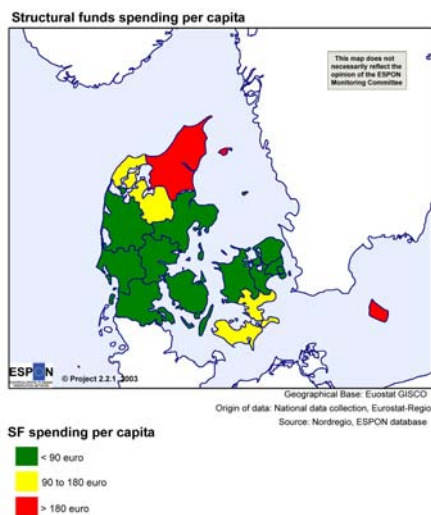 Structural funds spending per capita
This map does not
necessarily reflect the
opinion of the ESPON
Monitoring Committee
ESPON
© Project 2.2.1, 2003
Geographical Base: Euostat GISCO
Origin of data: National data collection, Eurostat-Regio
Source: Nordregio, ESPON database
SF spending per capita
< 90 euro
90 to 180 euro
> 180 euro